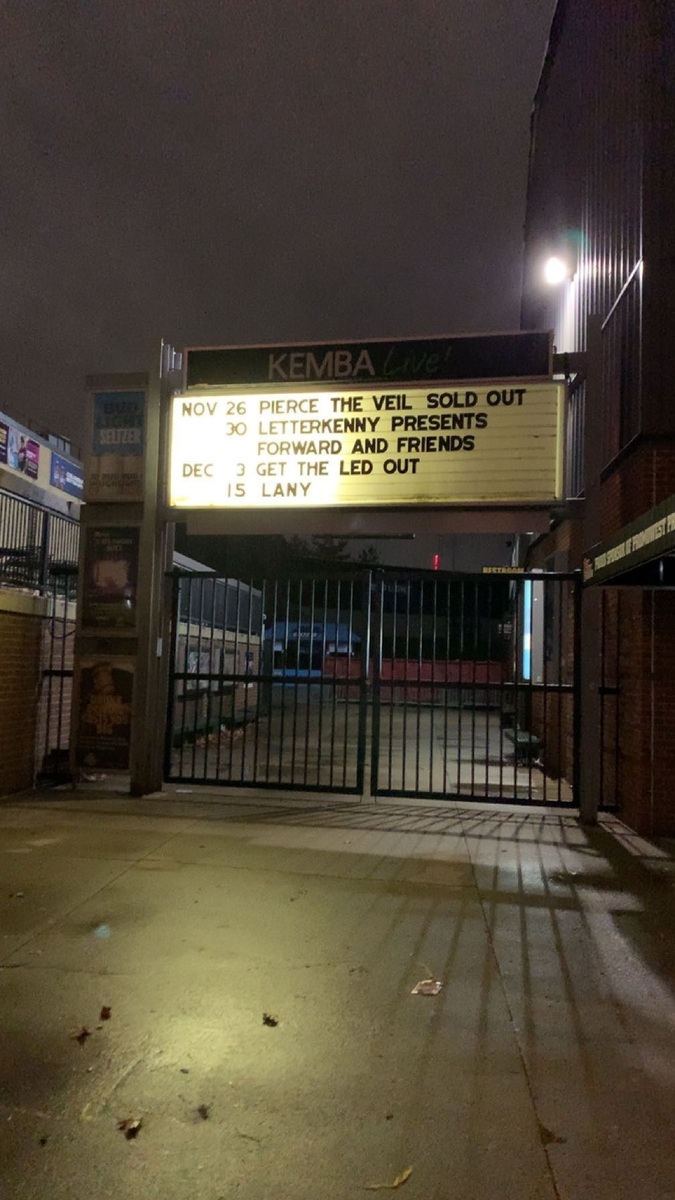 KEMBA Live!
NOV 26 PIERCE THE VEIL SOLD OUT
30 LETTERKENNY PRESENTS
FORWARD AND FRIENDS
DEC 3 GET THE LED OUT
15 LANY
BUD
LIGHT
SELTZER
RESTROOM